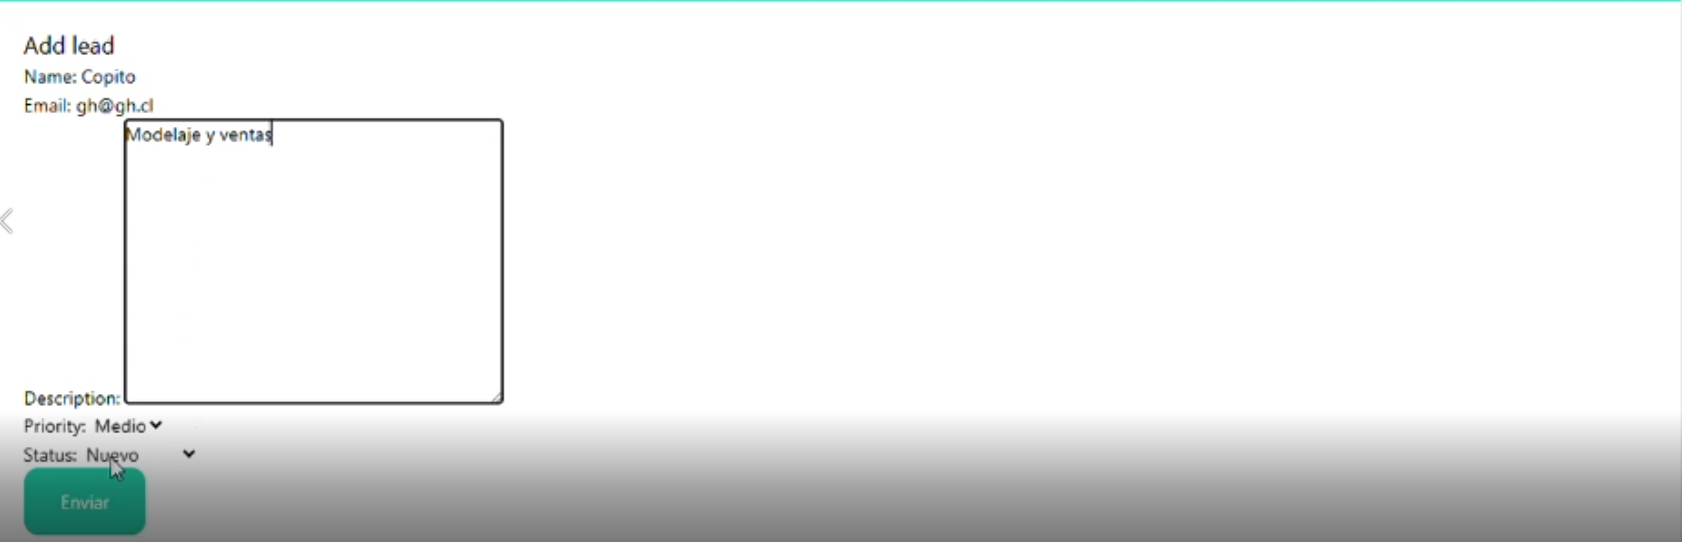 Add lead
Name: Copito
Email: gh@gh.cl
Modelaje y ventas
Description:
Priority: Medio
Status: Nuevo
Enviar